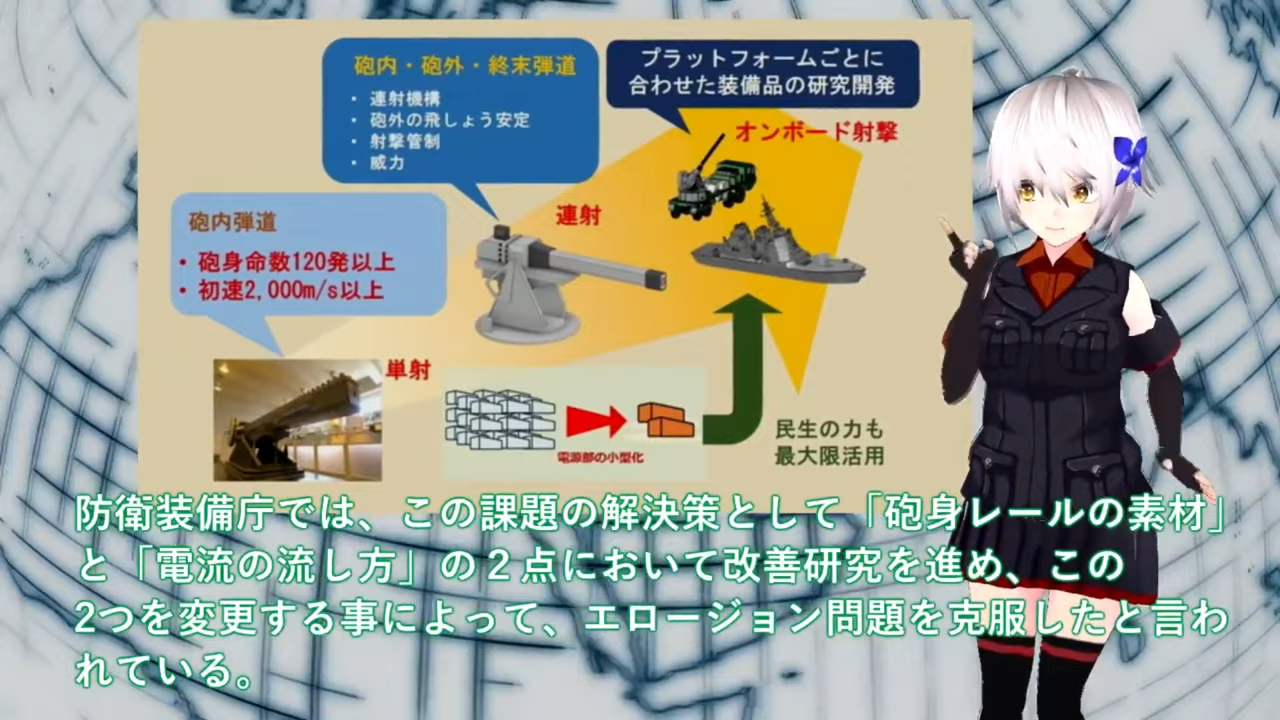 砲内・砲外・終末弾道
・ 連射機構
・ 砲外の飛しょう安定
・ 射撃管制
・ 威力
プラットフォームごとに
合わせた装備品の研究開発
オンボード射撃
砲内弾道
・ 砲身命数120発以上
・ 初速2,000m/s以上
連射
単射
電源部の小型化
民生の力も
最大限活用
防衛装備庁では、この課題の解決策として「砲身レールの素材」
と「電流の流し方」の２点において改善研究を進め、この
2つを変更する事によって、エロージョン問題を克服したと言わ
れている。